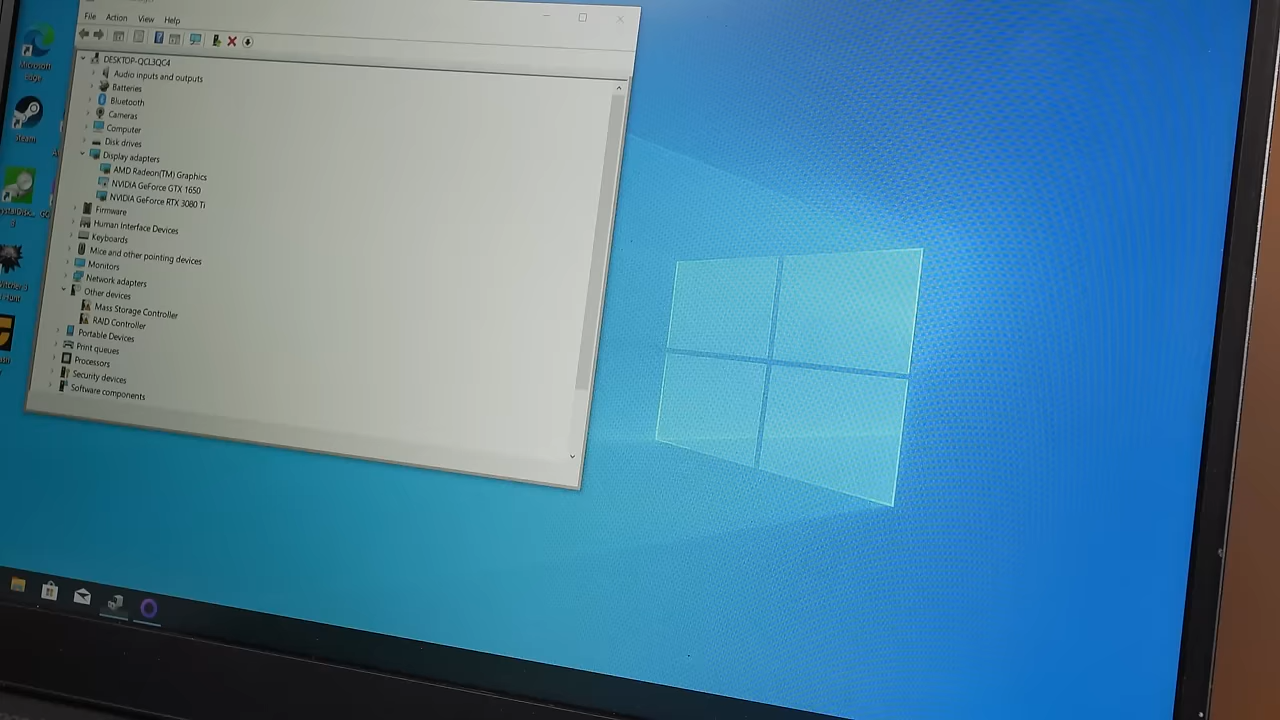 File Action View Help
DESKTOP-QCL3QC4
Audio inputs and outputs
Batteries
Bluetooth
Cameras
Computer
Disk drives
Display adapters
AMD Radeon(TM) Graphics
NVIDIA GeForce GTX 1650
NVIDIA GeForce RTX 3080 Ti
Firmware
Human Interface Devices
Keyboards
Mice and other pointing devices
Monitors
Network adapters
Other devices
Mass Storage Controller
RAID Controller
Portable Devices
Print queues
Processors
Security devices
Software components
Microsoft
Edge
Steam